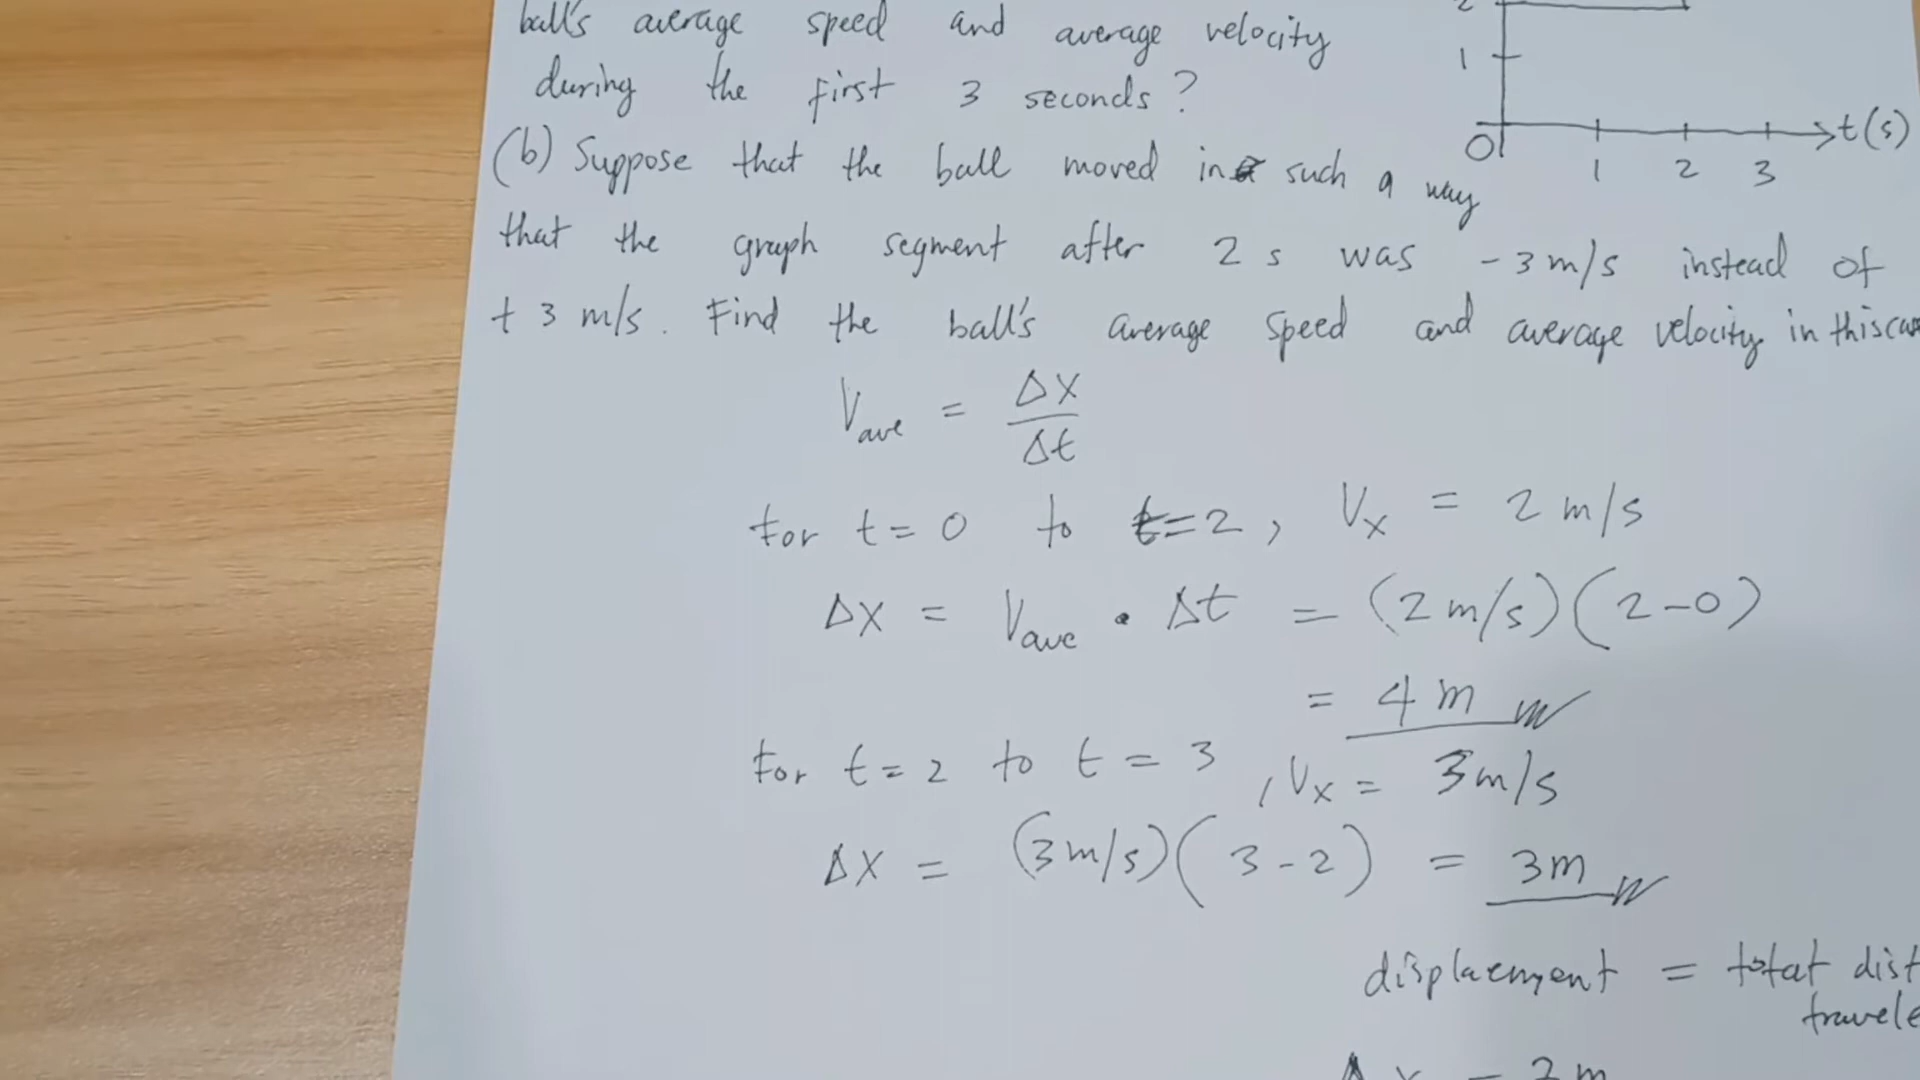 ball's average speed and average velocity
during the first 3 seconds?
(b) Suppose that the ball moved in such a way
that the graph segment after 2 s was -3 m/s instead of
+ 3 m/s. Find the ball's average speed and average velocity in this
2
1
0
1 2 3
t(s)
Vave = Δx/Δt
For t = 0 to t=2, Vx = 2 m/s
Δx = Vave · Δt = (2 m/s)(2-0)
= 4 m
For t = 2 to t = 3, Vx = 3 m/s
Δx = (3 m/s)(3-2) = 3m
displacement = total dist
travele
Δx = 7 m